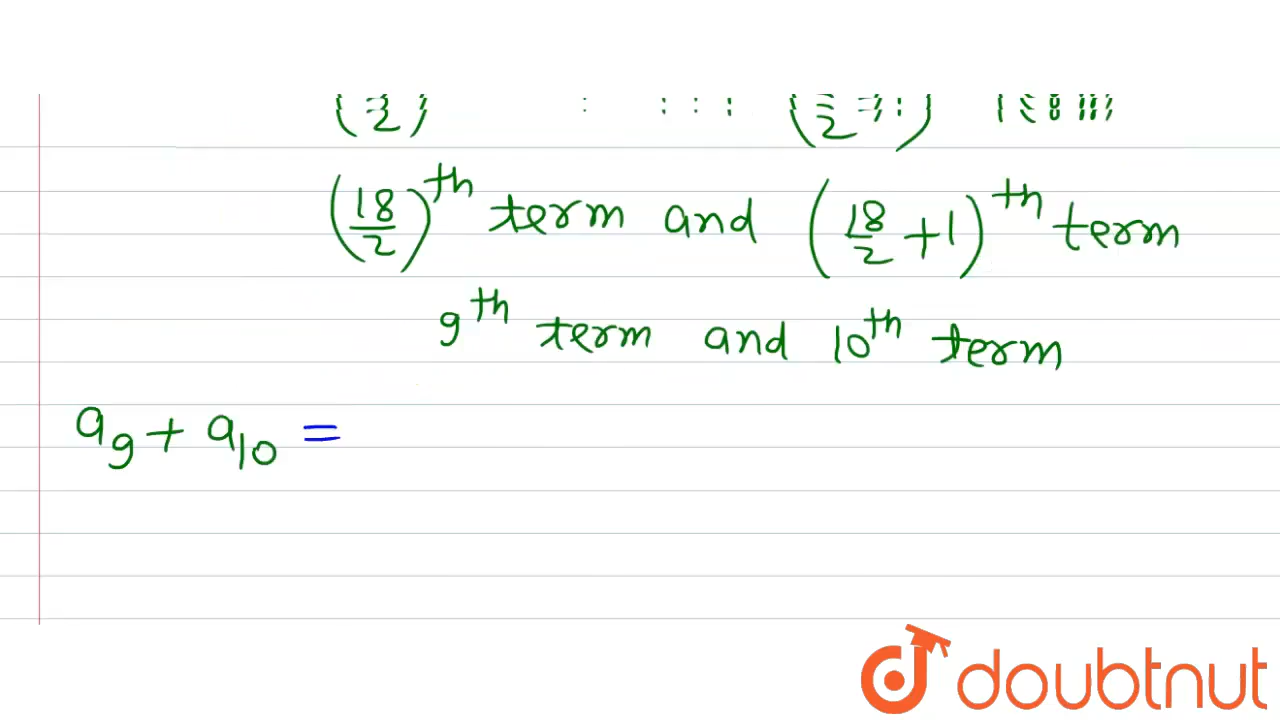 (18/2)^th term and (18/2 + 1)^th term
9^th term and 10^th term
a_9 + a_10 =
doubtnut